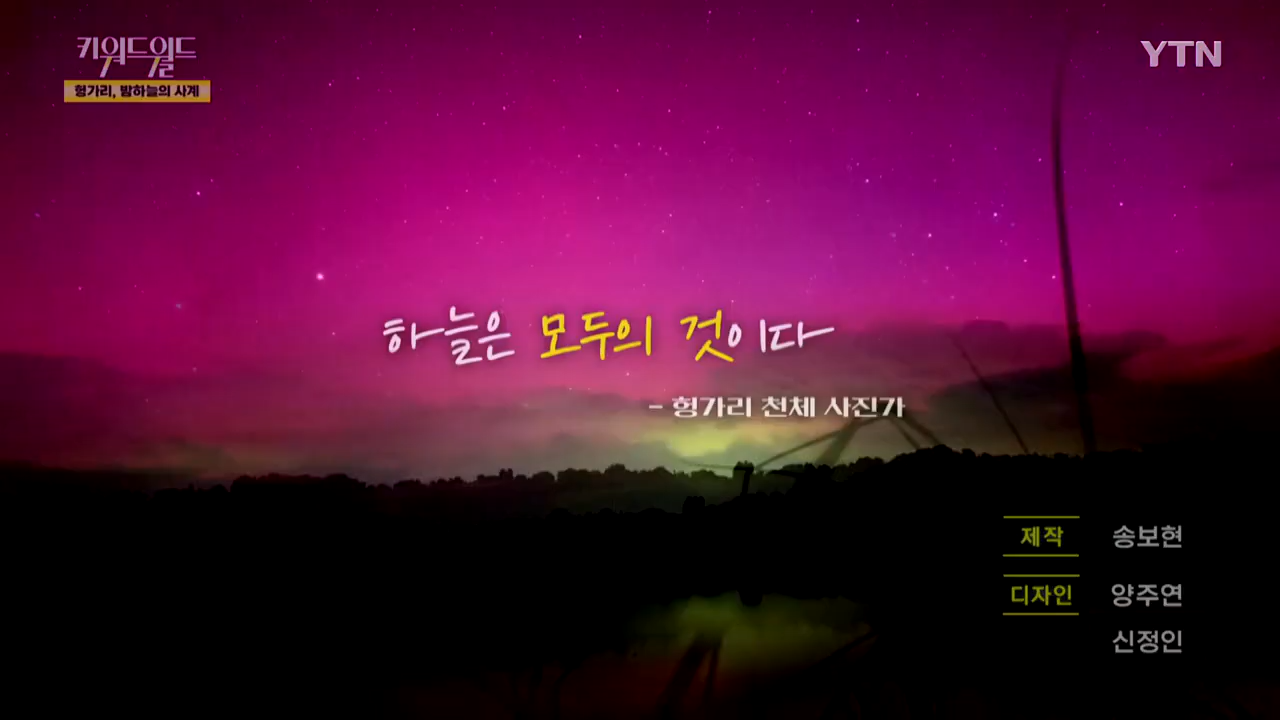 키워드월드
YTN
헝가리, 밤하늘의 사계
하늘은 모두의 것이다
- 헝가리 천체 사진가
제작 송보현
디자인 양주연
신정인